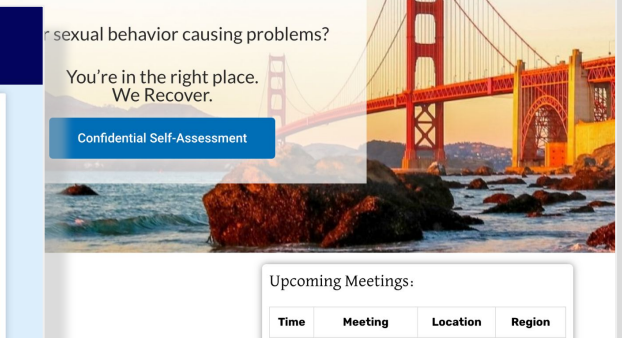 sexual behavior causing problems?
You're in the right place.
We Recover.
Confidential Self-Assessment
Upcoming Meetings:
Time Meeting Location Region